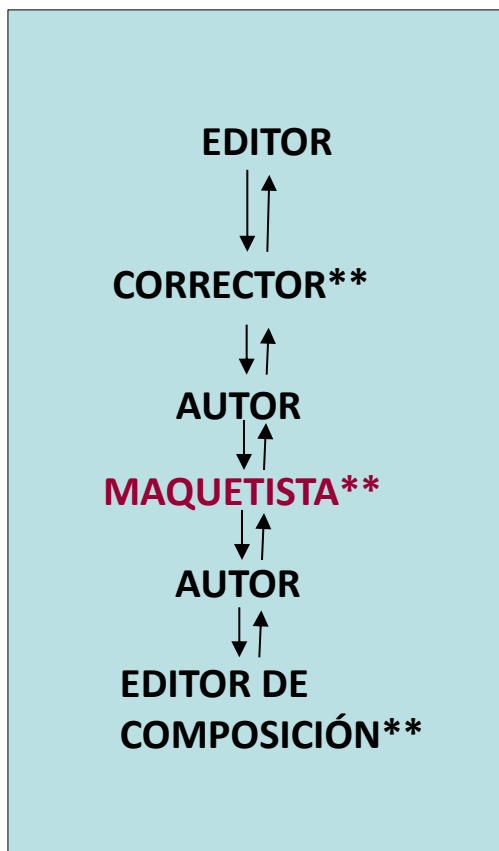 EDITOR
CORRECTOR**
AUTOR
MAQUETISTA**
AUTOR
EDITOR DE
COMPOSICIÓN**